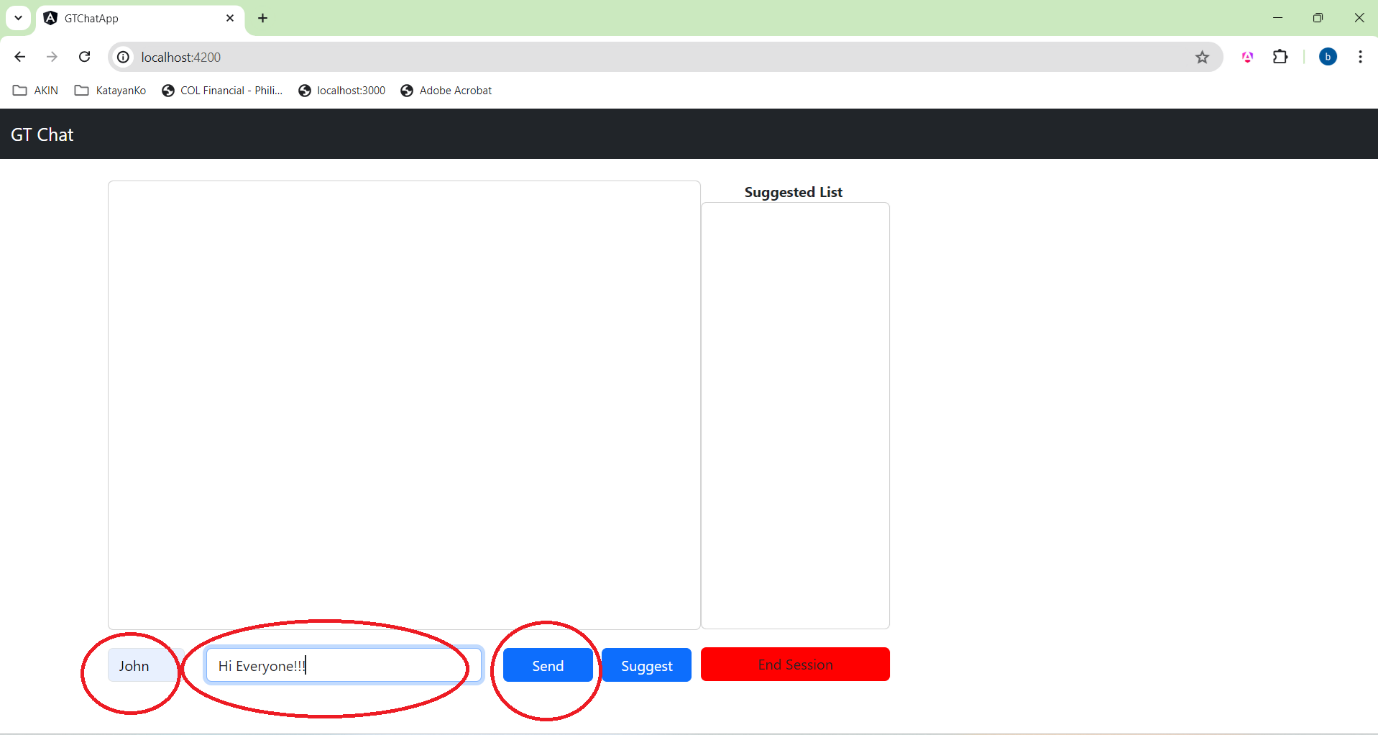 GTChatApp
localhost:4200
b
AKIN
KatayanKo
COL Financial - Phili...
localhost:3000
Adobe Acrobat
GT Chat
Suggested List
John
Hi Everyone!!!
Send
Suggest
End Session